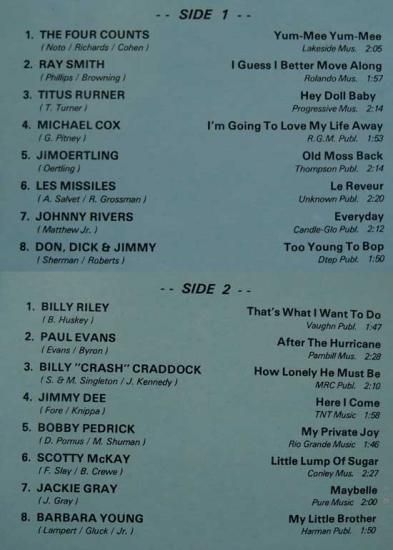 -- SIDE 1 --
1. THE FOUR COUNTS Yum-Mee Yum-Mee
( Noto / Richards / Cohen ) Lakeside Mus. 2:05
2. RAY SMITH I Guess I Better Move Along
( Phillips / Browning ) Rolando Mus. 1:57
3. TITUS RURNER Hey Doll Baby
( T. Turner ) Progressive Mus. 2:14
4. MICHAEL COX I'm Going To Love My Life Away
( G. Pitney ) R.G.M. Publ. 1:53
5. JiMOERTLING Old Moss Back
( Oertling ) Thompson Publ. 2:14
6. LES MISSILES Le Reveur
( A. Salvet / R. Grossman ) Unknown Publ. 2:20
7. JOHNNY RIVERS Everyday
( Matthew Jr. ) Candle-Glo Publ. 2:12
8. DON, DICK & JIMMY Too Young To Bop
( Sherman / Roberts ) Dtep Publ. 1:50
-- SIDE 2 --
1. BILLY RILEY That's What I Want To Do
( B. Huskey ) Vaughn Publ. 1:47
2. PAUL EVANS After The Hurricane
( Evans / Byron ) Pambill Mus. 2:28
3. BILLY "CRASH" CRADDOCK How Lonely He Must Be
( S. & M. Singleton / J. Kennedy ) MRC Publ. 2:10
4. JIMMY DEE Here I Come
( Fore / Knippa ) TNT Music 1:58
5. BOBBY PEDRICK My Private Joy
( D. Pomus / M. Shuman ) Rio Grande Music 1:46
6. SCOTTY McKAY Little Lump Of Sugar
( F. Slay / B. Crewe ) Conley Mus. 2:27
7. JACKIE GRAY Maybelle
( J. Gray ) Pure Music 2:00
8. BARBARA YOUNG My Little Brother
( Lampert / Gluck / Jr. ) Harman Publ. 1:50